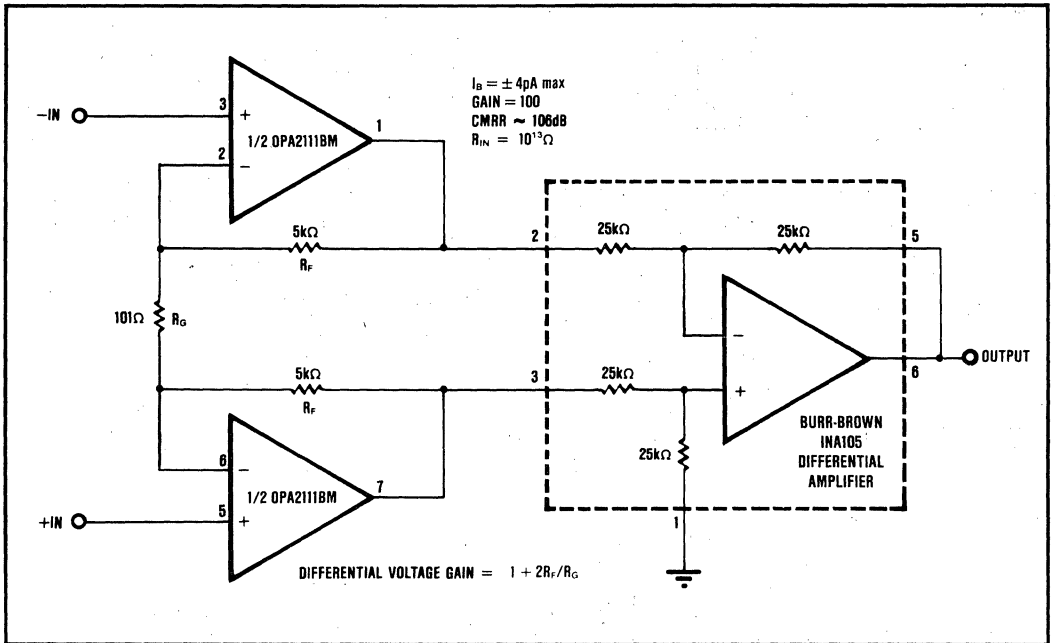 I_B = ± 4pA max
GAIN = 100
CMRR ≈ 106dB
R_IN = 10¹³Ω
−IN
3
+
1/2 OPA2111BM
1
2
−
5kΩ
R_F
2
25kΩ
25kΩ
5
101Ω
R_G
−
+
OUTPUT
6
5kΩ
R_F
3
25kΩ
25kΩ
BURR-BROWN
INA105
DIFFERENTIAL
AMPLIFIER
6
−
1/2 OPA2111BM
7
+IN
5
+
1
DIFFERENTIAL VOLTAGE GAIN = 1 + 2R_F/R_G